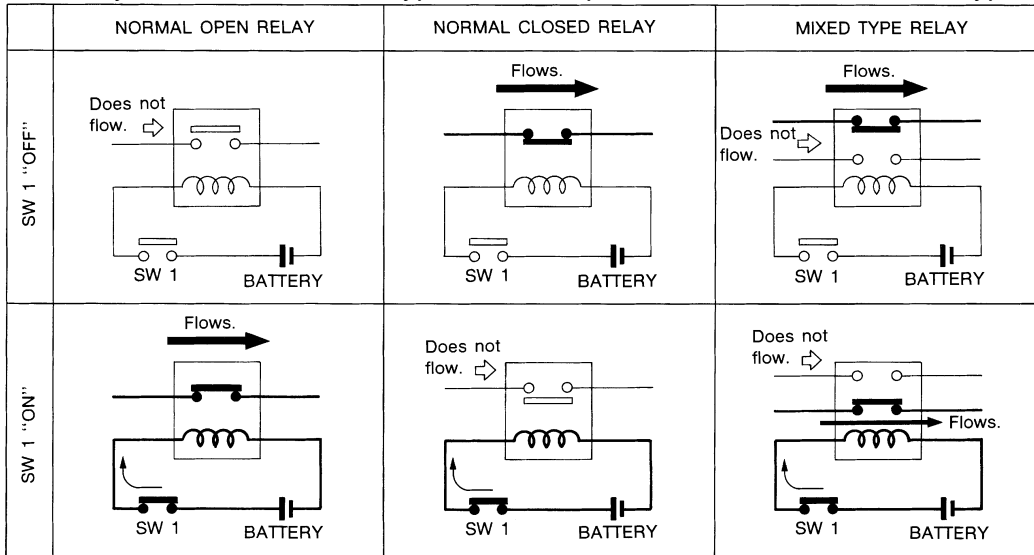 NORMAL OPEN RELAY
NORMAL CLOSED RELAY
MIXED TYPE RELAY
SW 1 “OFF”
Does not
flow.
SW 1
BATTERY
Flows.
SW 1
BATTERY
Flows.
Does not
flow.
SW 1
BATTERY
SW 1 “ON”
Flows.
SW 1
BATTERY
Does not
flow.
SW 1
BATTERY
Does not
flow.
Flows.
SW 1
BATTERY